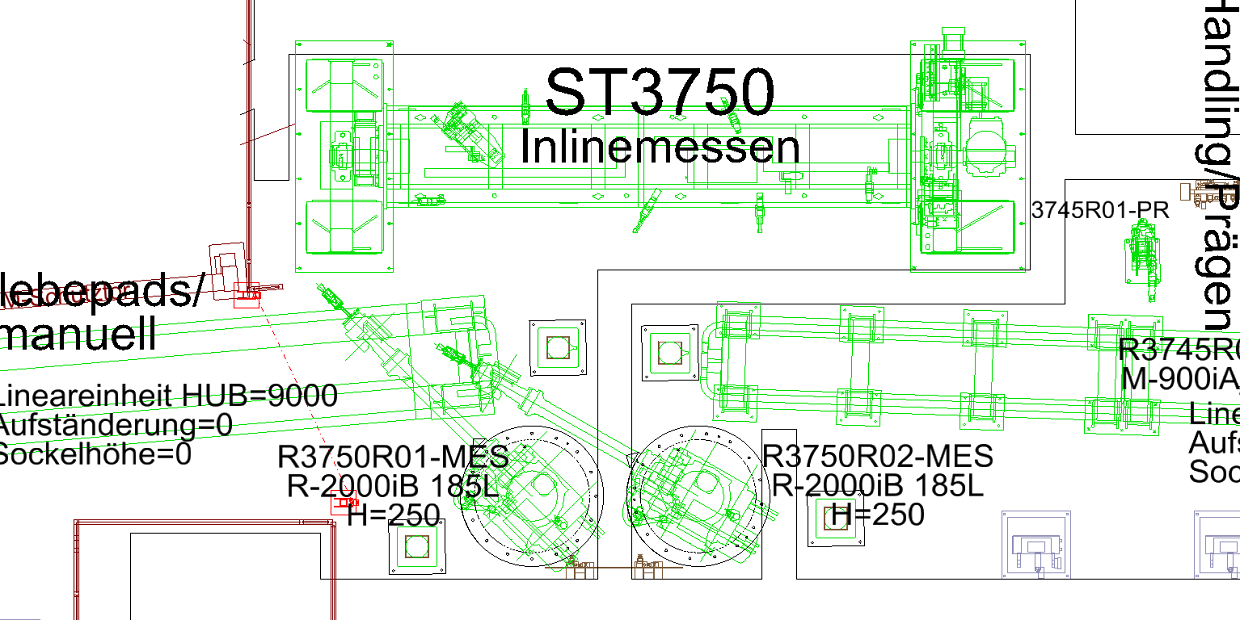 ST3750
Inlinemessen
Handling/Prägen
3745R01-PR
lebepads/
manuell
Lineareinheit HUB=9000
Aufständerung=0
Sockelhöhe=0
R3750R01-MES
R-2000iB 185L
H=250
R3750R02-MES
R-2000iB 185L
H=250
R3745R0
M-900iA
Line
Aufs
Soc